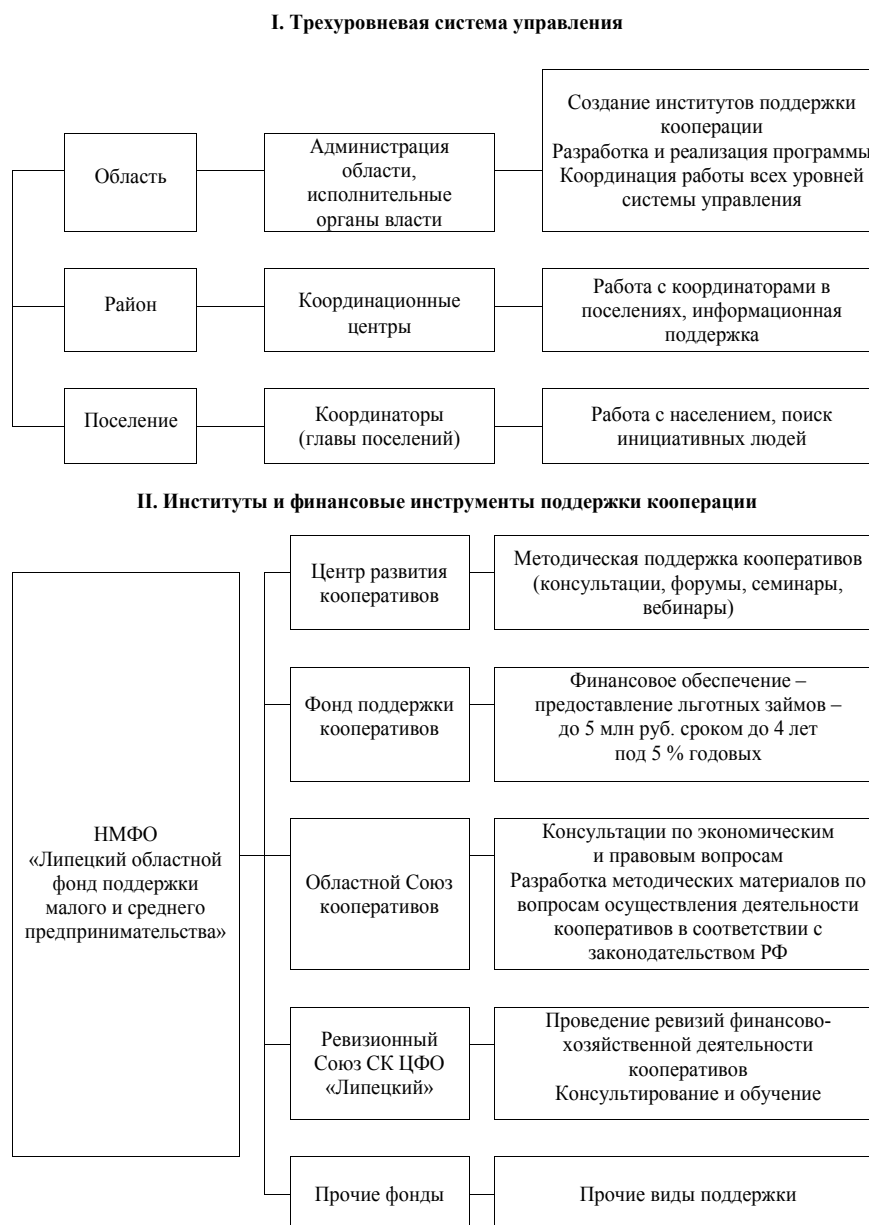 I. Трехуровневая система управления
Область
Администрация
области,
исполнительные
органы власти
Создание институтов поддержки
кооперации
Разработка и реализация программы
Координация работы всех уровней
системы управления
Район
Координационные
центры
Работа с координаторами в
поселениях, информационная
поддержка
Поселение
Координаторы
(главы поселений)
Работа с населением, поиск
инициативных людей
II. Институты и финансовые инструменты поддержки кооперации
НМФО
«Липецкий областной
фонд поддержки
малого и среднего
предпринимательства»
Центр развития
кооперативов
Методическая поддержка кооперативов
(консультации, форумы, семинары,
вебинары)
Фонд поддержки
кооперативов
Финансовое обеспечение –
предоставление льготных займов –
до 5 млн руб. сроком до 4 лет
под 5 % годовых
Областной Союз
кооперативов
Консультации по экономическим
и правовым вопросам
Разработка методических материалов по
вопросам осуществления деятельности
кооперативов в соответствии с
законодательством РФ
Ревизионный
Союз СК ЦФО
«Липецкий»
Проведение ревизий финансово-
хозяйственной деятельности
кооперативов
Консультирование и обучение
Прочие фонды
Прочие виды поддержки